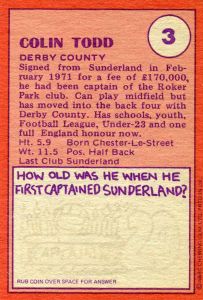 COLIN TODD
3
DERBY COUNTY
Signed from Sunderland in Feb-
ruary 1971 for a fee of £170,000,
he had been captain of the Roker
Park club. Can play midfield but
has moved into the back four with
Derby County. Has schools, youth,
Football League, Under-23 and one
full England honour now.
Ht. 5.9 Born Chester-Le-Street
Wt. 11.5 Pos. Half Back
Last Club Sunderland
HOW OLD WAS HE WHEN HE
FIRST CAPTAINED SUNDERLAND?
RUB COIN OVER SPACE FOR ANSWER